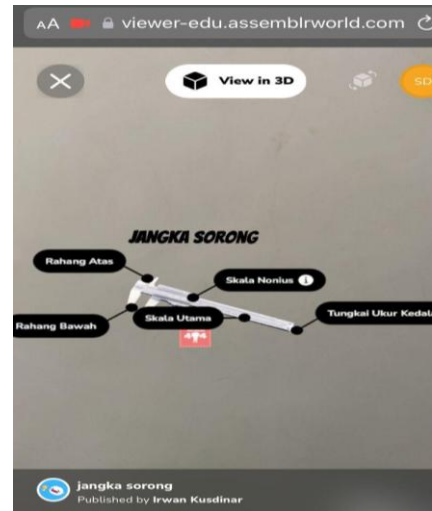 AA viewer-edu.assemblrworld.com
View in 3D
SD
JANGKA SORONG
Rahang Atas
Skala Nonius
Tungkai Ukur Kedala
Skala Utama
Rahang Bawah
jangka sorong
Published by Irwan Kusdinar